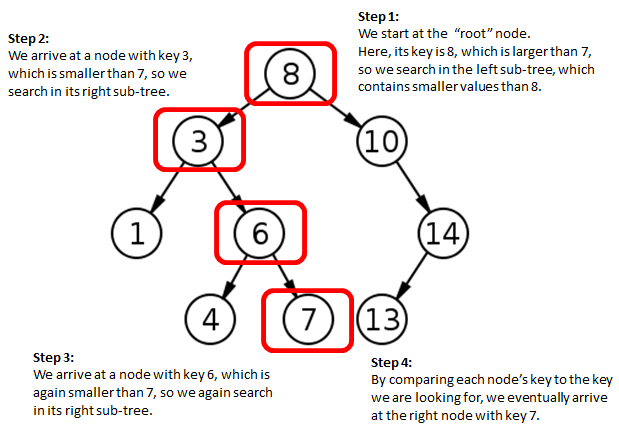 Step 1:
We start at the “root” node.
Here, its key is 8, which is larger than 7,
so we search in the left sub-tree, which
contains smaller values than 8.
Step 2:
We arrive at a node with key 3,
which is smaller than 7, so we
search in its right sub-tree.
8
3
10
1
6
14
4
7
13
Step 3:
We arrive at a node with key 6, which is
again smaller than 7, so we again search
in its right sub-tree.
Step 4:
By comparing each node’s key to the key
we are looking for, we eventually arrive
at the right node with key 7.